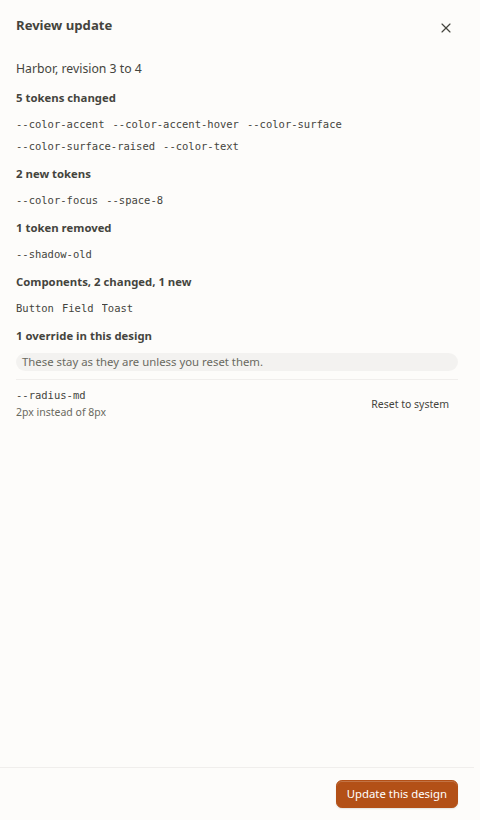 Review update
Harbor, revision 3 to 4
5 tokens changed
--color-accent --color-accent-hover --color-surface
--color-surface-raised --color-text
2 new tokens
--color-focus --space-8
1 token removed
--shadow-old
Components, 2 changed, 1 new
Button Field Toast
1 override in this design
These stay as they are unless you reset them.
--radius-md
2px instead of 8px
Reset to system
Update this design